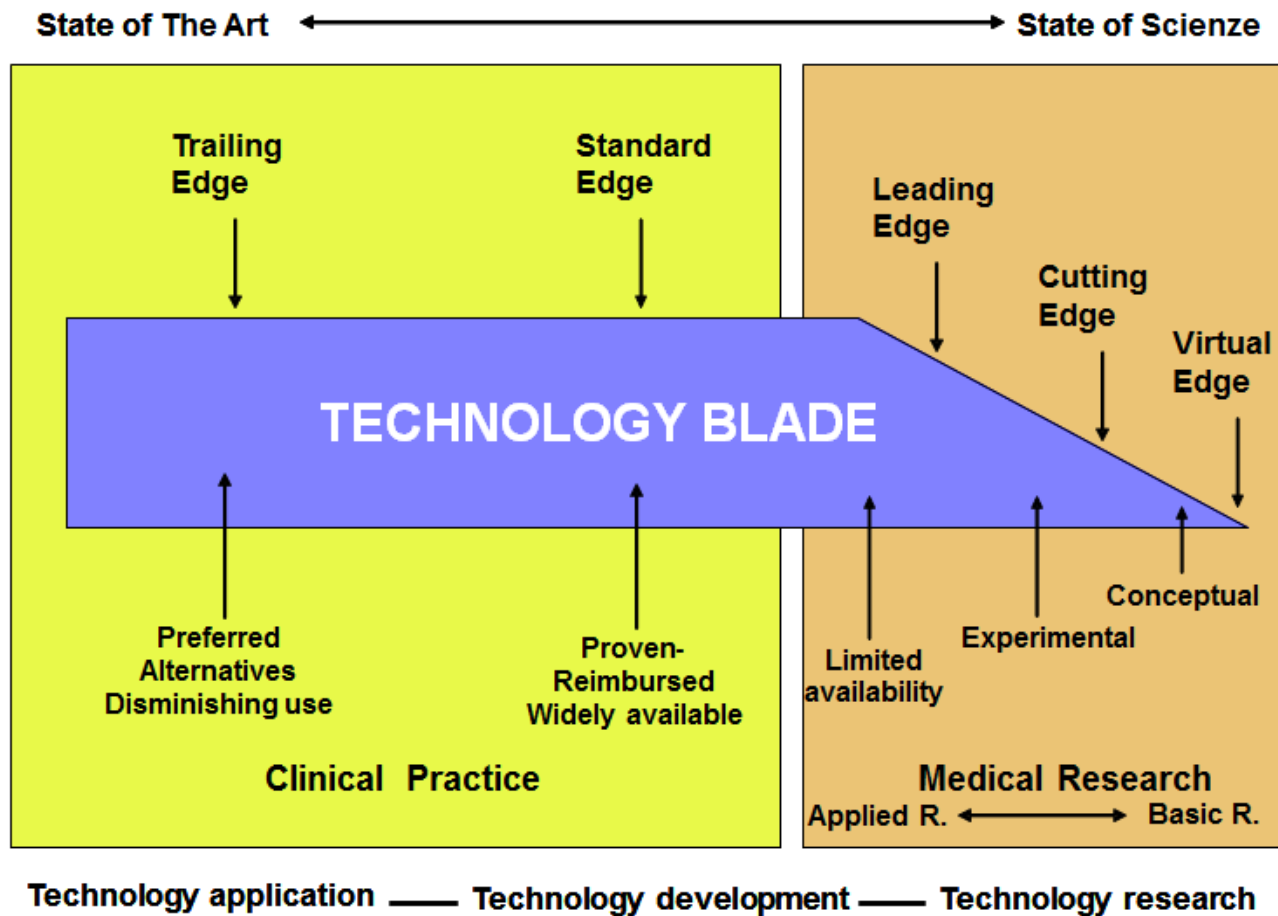 State of The Art
State of Scienze
Trailing
Edge
Standard
Edge
Leading
Edge
Cutting
Edge
Virtual
Edge
TECHNOLOGY BLADE
Preferred
Alternatives
Disminishing use
Proven-
Reimbursed
Widely available
Limited
availability
Experimental
Conceptual
Clinical Practice
Medical Research
Applied R.
Basic R.
Technology application
Technology development
Technology research